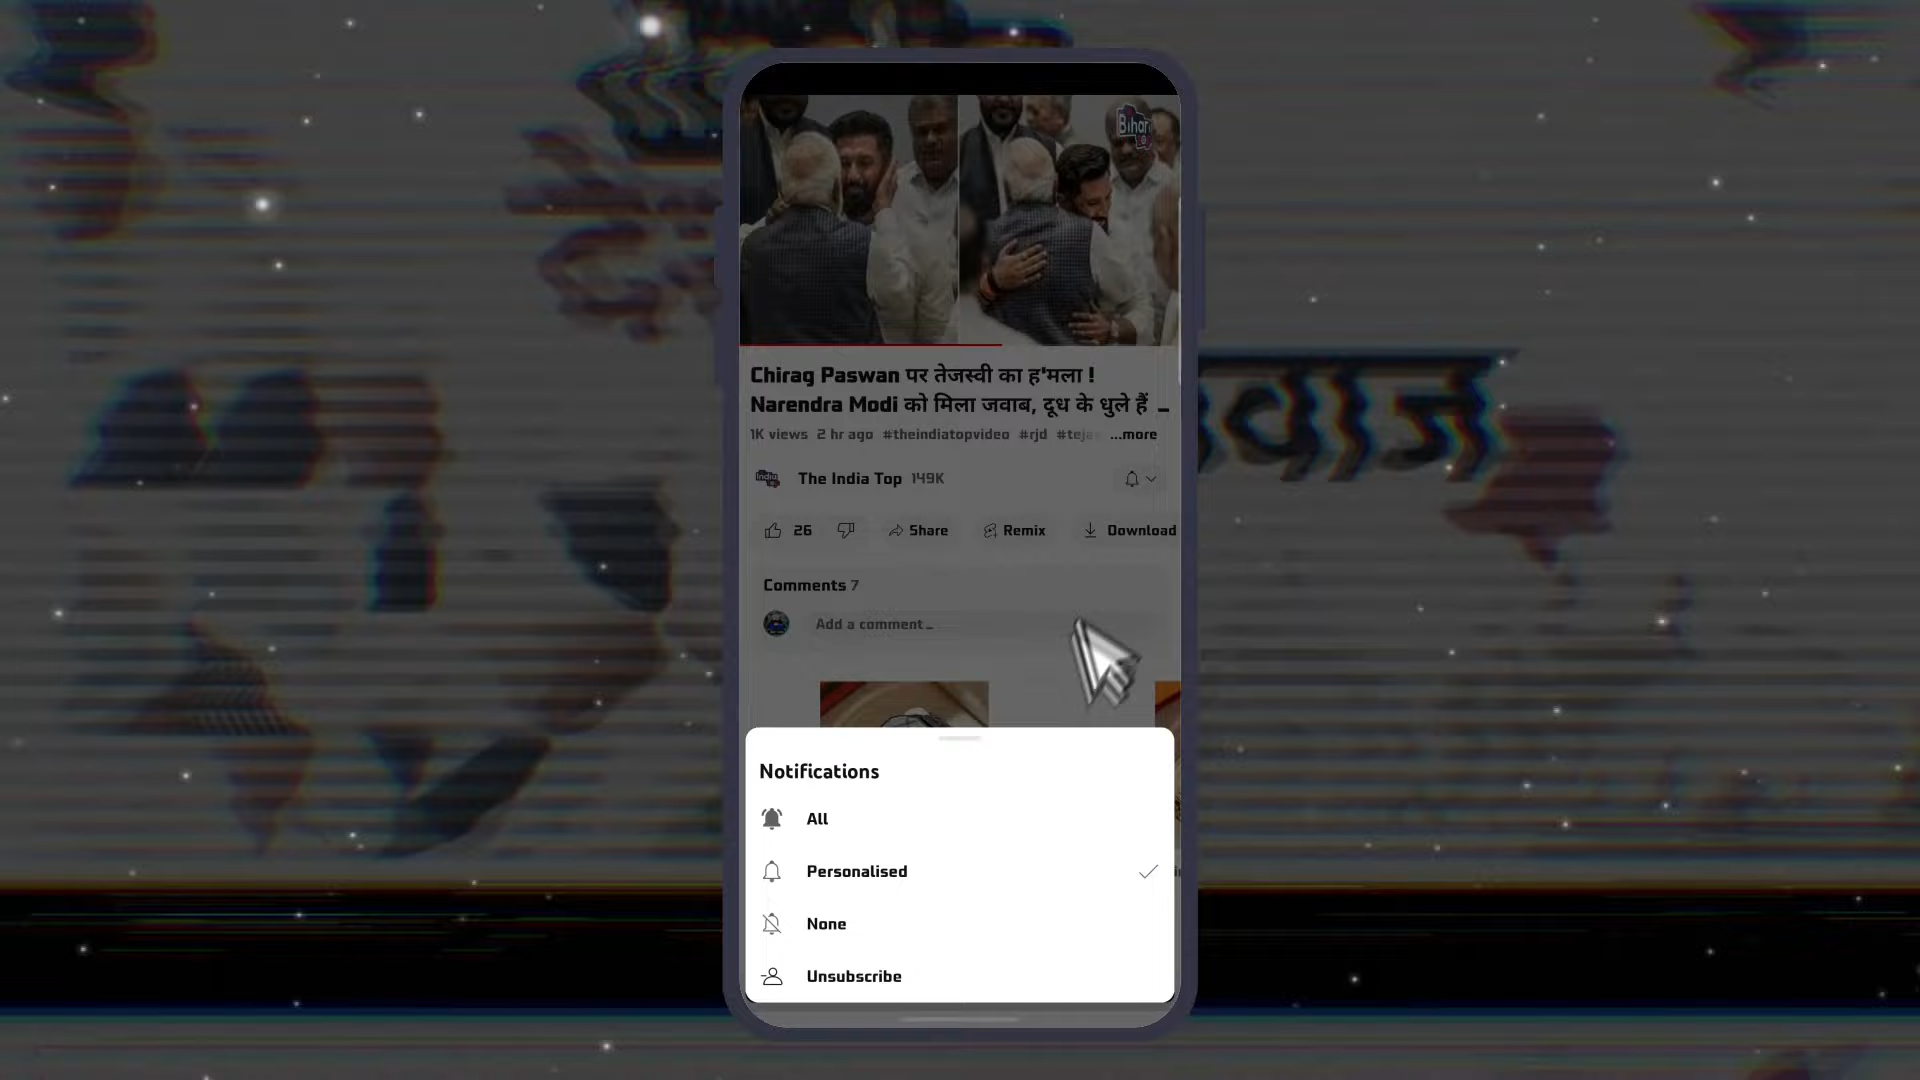 Bihar
Chirag Paswan पर तेजस्वी का ह'मला !
Narendra Modi को मिला जवाब, दूध के धुले हैं
1K views 2 hr ago #theindiatopvideo #rjd ...more
The India Top 149K
26 Share Remix Download
Comments 7
Add a comment
Notifications
All
Personalised
None
Unsubscribe